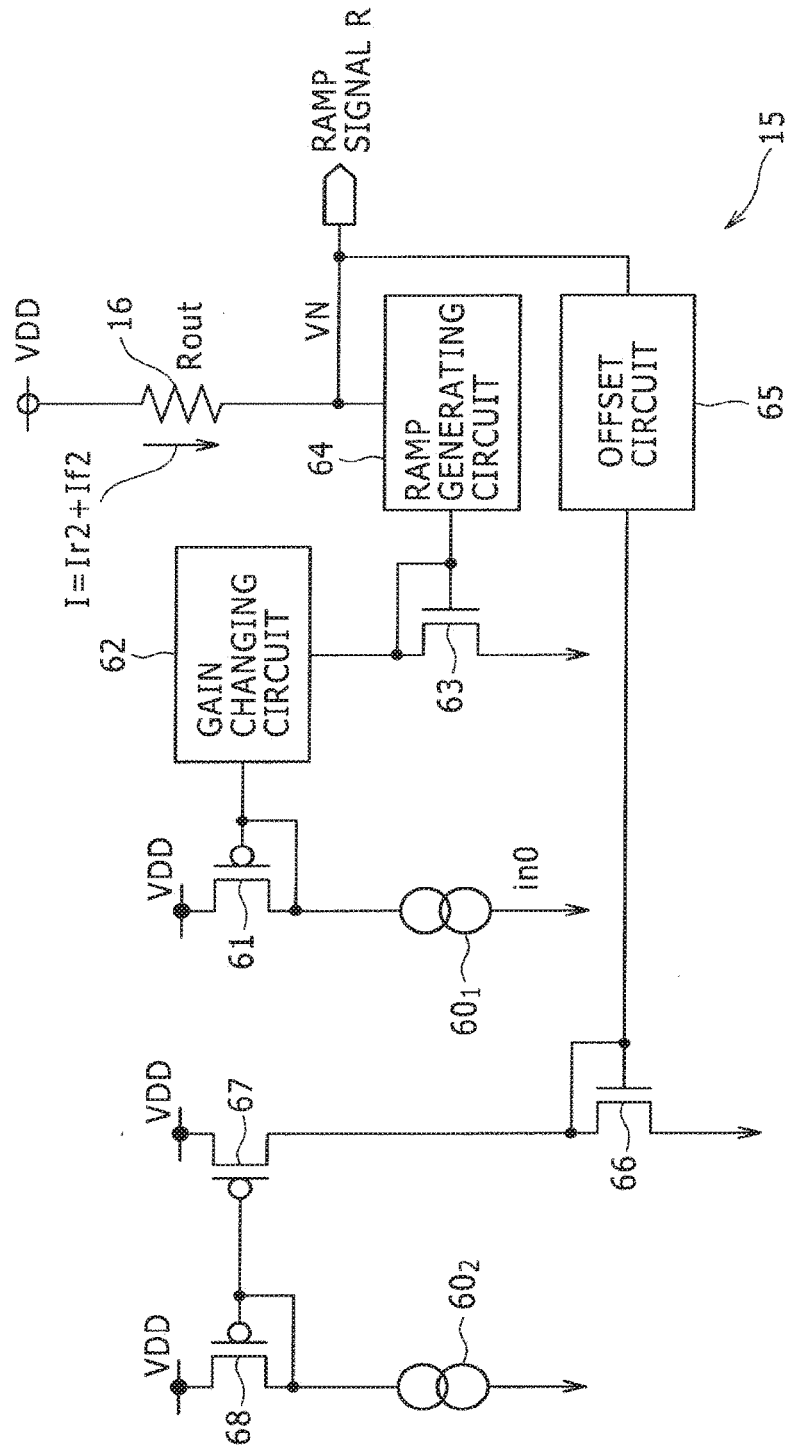 VDD
VDD
VDD
VDD
68
67
61
62
GAIN
CHANGING
CIRCUIT
I=Ir2+If2
16
Rout
VN
RAMP
SIGNAL R
60₂
60₁
in0
63
64
RAMP
GENERATING
CIRCUIT
66
OFFSET
CIRCUIT
65
15